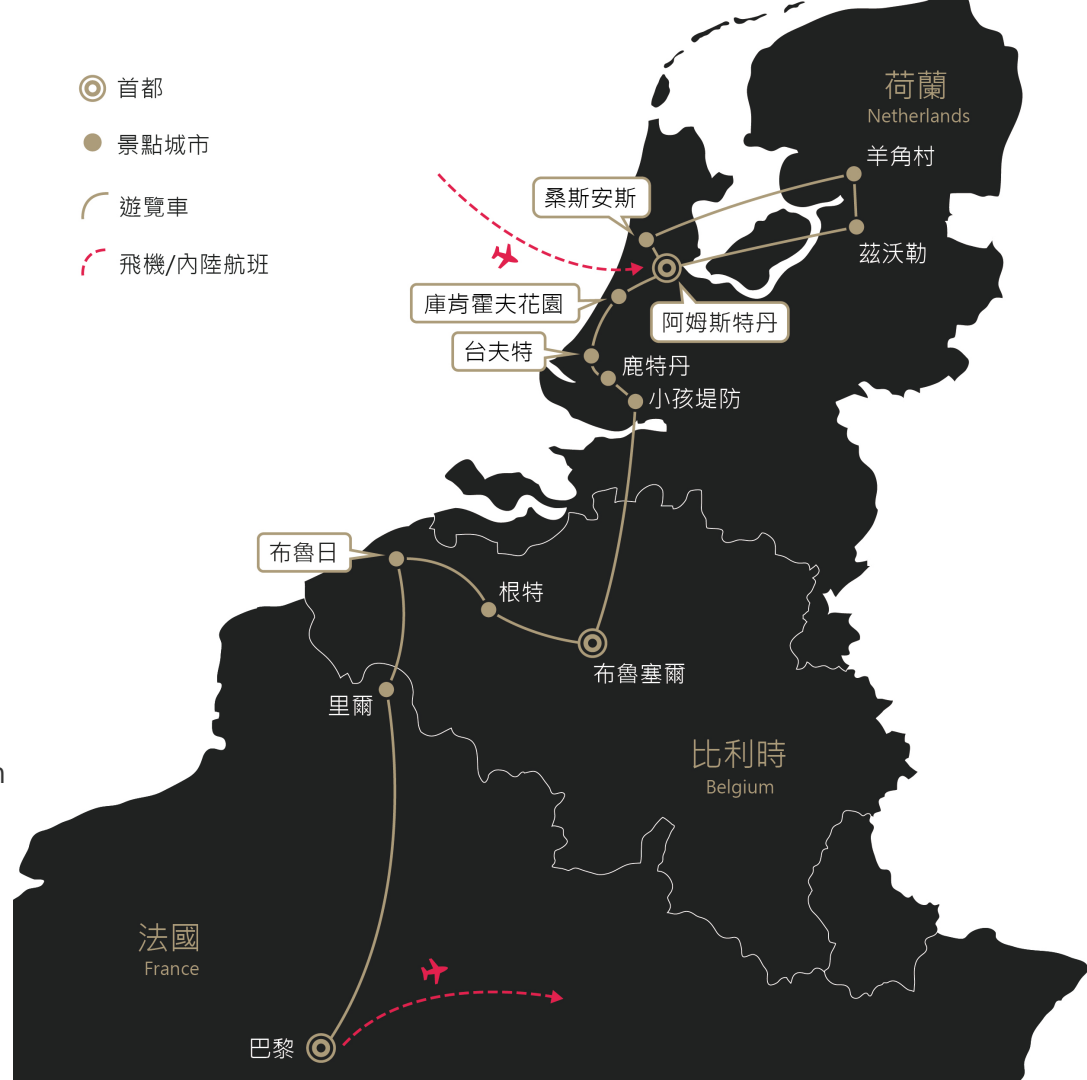 首都
景點城市
遊覽車
飛機/內陸航班
荷蘭
Netherlands
羊角村
桑斯安斯
茲沃勒
庫肯霍夫花園
阿姆斯特丹
台夫特
鹿特丹
小孩堤防
布魯日
根特
布魯塞爾
里爾
比利時
Belgium
法國
France
巴黎